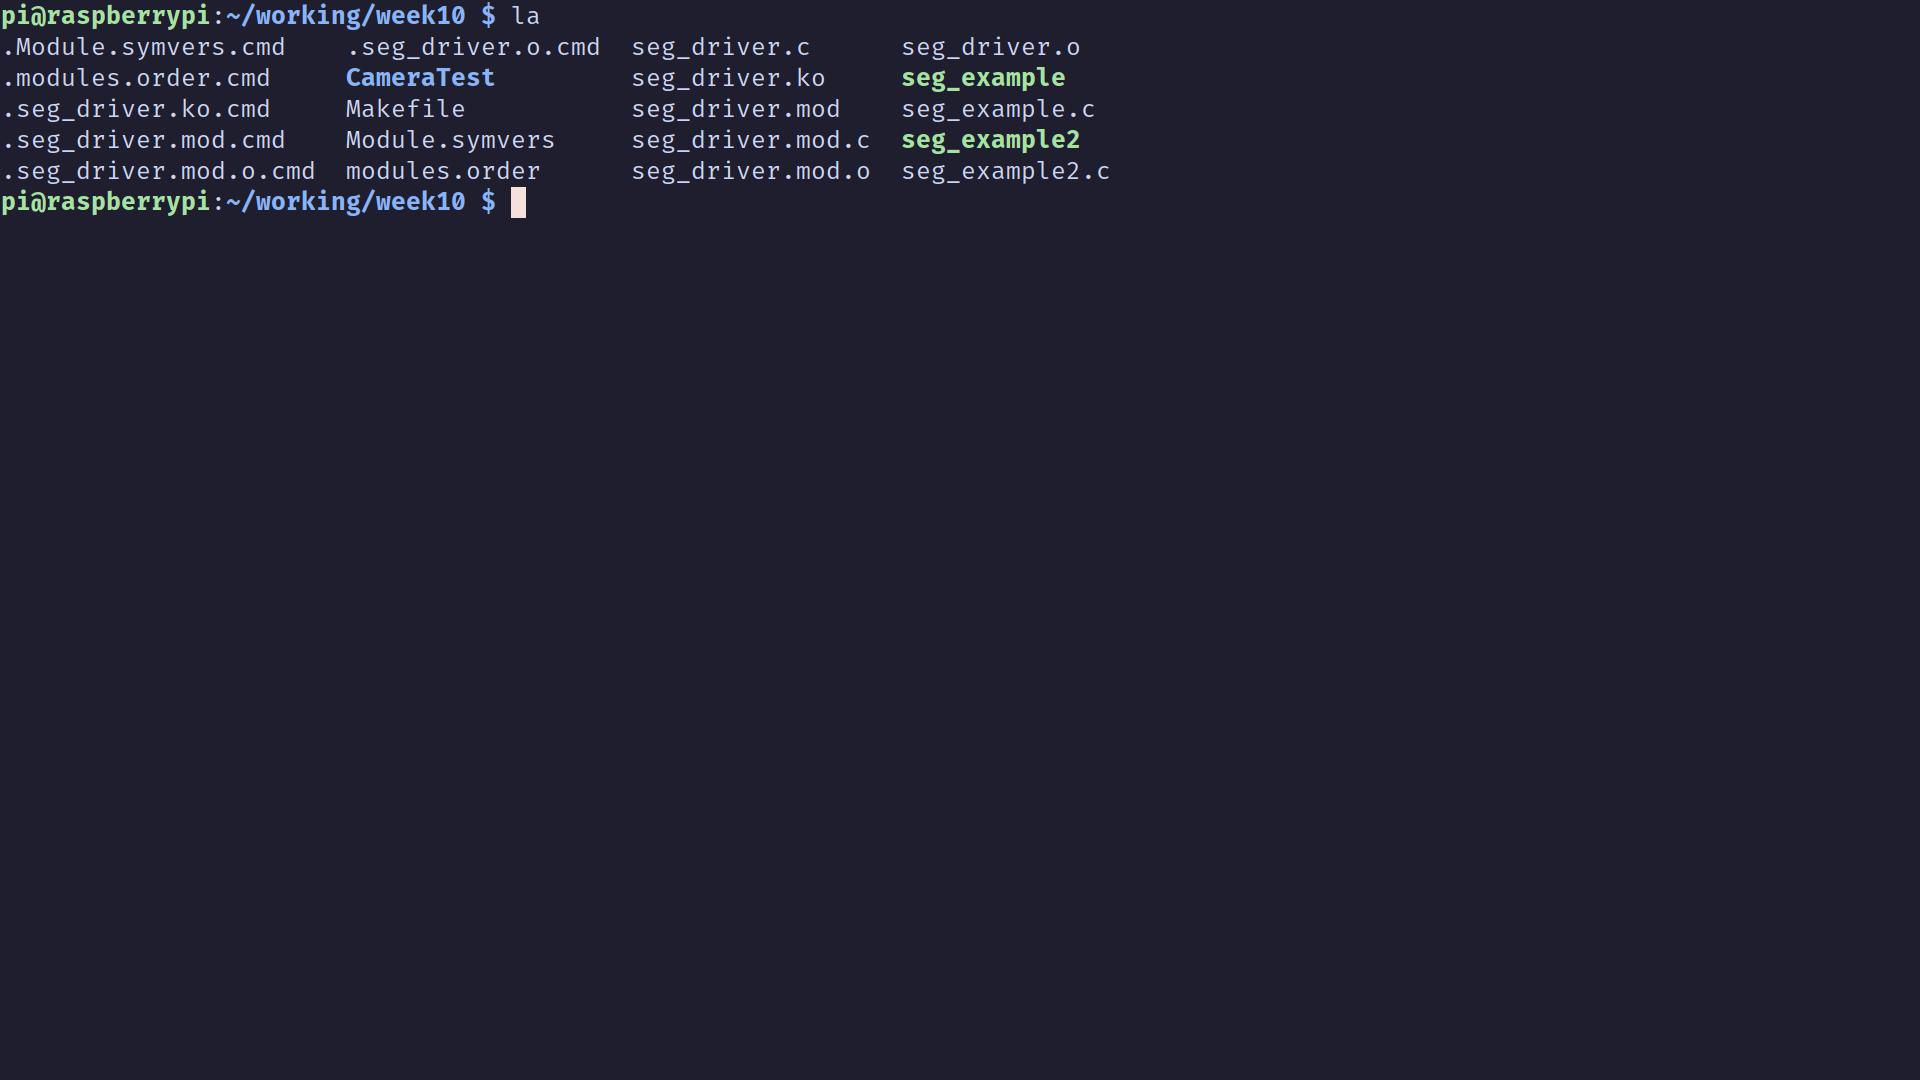 pi@raspberrypi:~/working/week10 $ la
.Module.symvers.cmd    .seg_driver.o.cmd  seg_driver.c      seg_driver.o
.modules.order.cmd     CameraTest         seg_driver.ko     seg_example
.seg_driver.ko.cmd     Makefile           seg_driver.mod    seg_example.c
.seg_driver.mod.cmd    Module.symvers     seg_driver.mod.c  seg_example2
.seg_driver.mod.o.cmd  modules.order      seg_driver.mod.o  seg_example2.c
pi@raspberrypi:~/working/week10 $